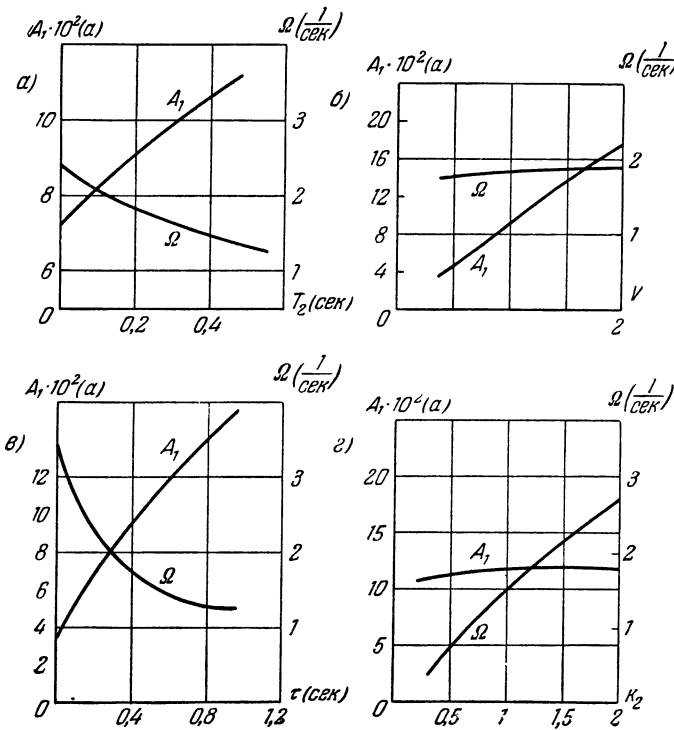 A₁·10²(a) Ω(1/сек)
а)
A₁
10 3
8 2
Ω
6 1
0 0,2 0,4 T₂(сек)
A₁·10²(a) Ω(1/сек)
б)
20
16 2
12 Ω
8 1
4 A₁
0 2 V
A₁·10²(a) Ω(1/сек)
в)
A₁
12 3
10
8 2
6 Ω
4 1
2
0 0,4 0,8 1,2 τ(сек)
A₁·10²(a) Ω(1/сек)
г)
20 3
15 2
A₁
10
Ω 1
5
0 0,5 1 1,5 2 K₂